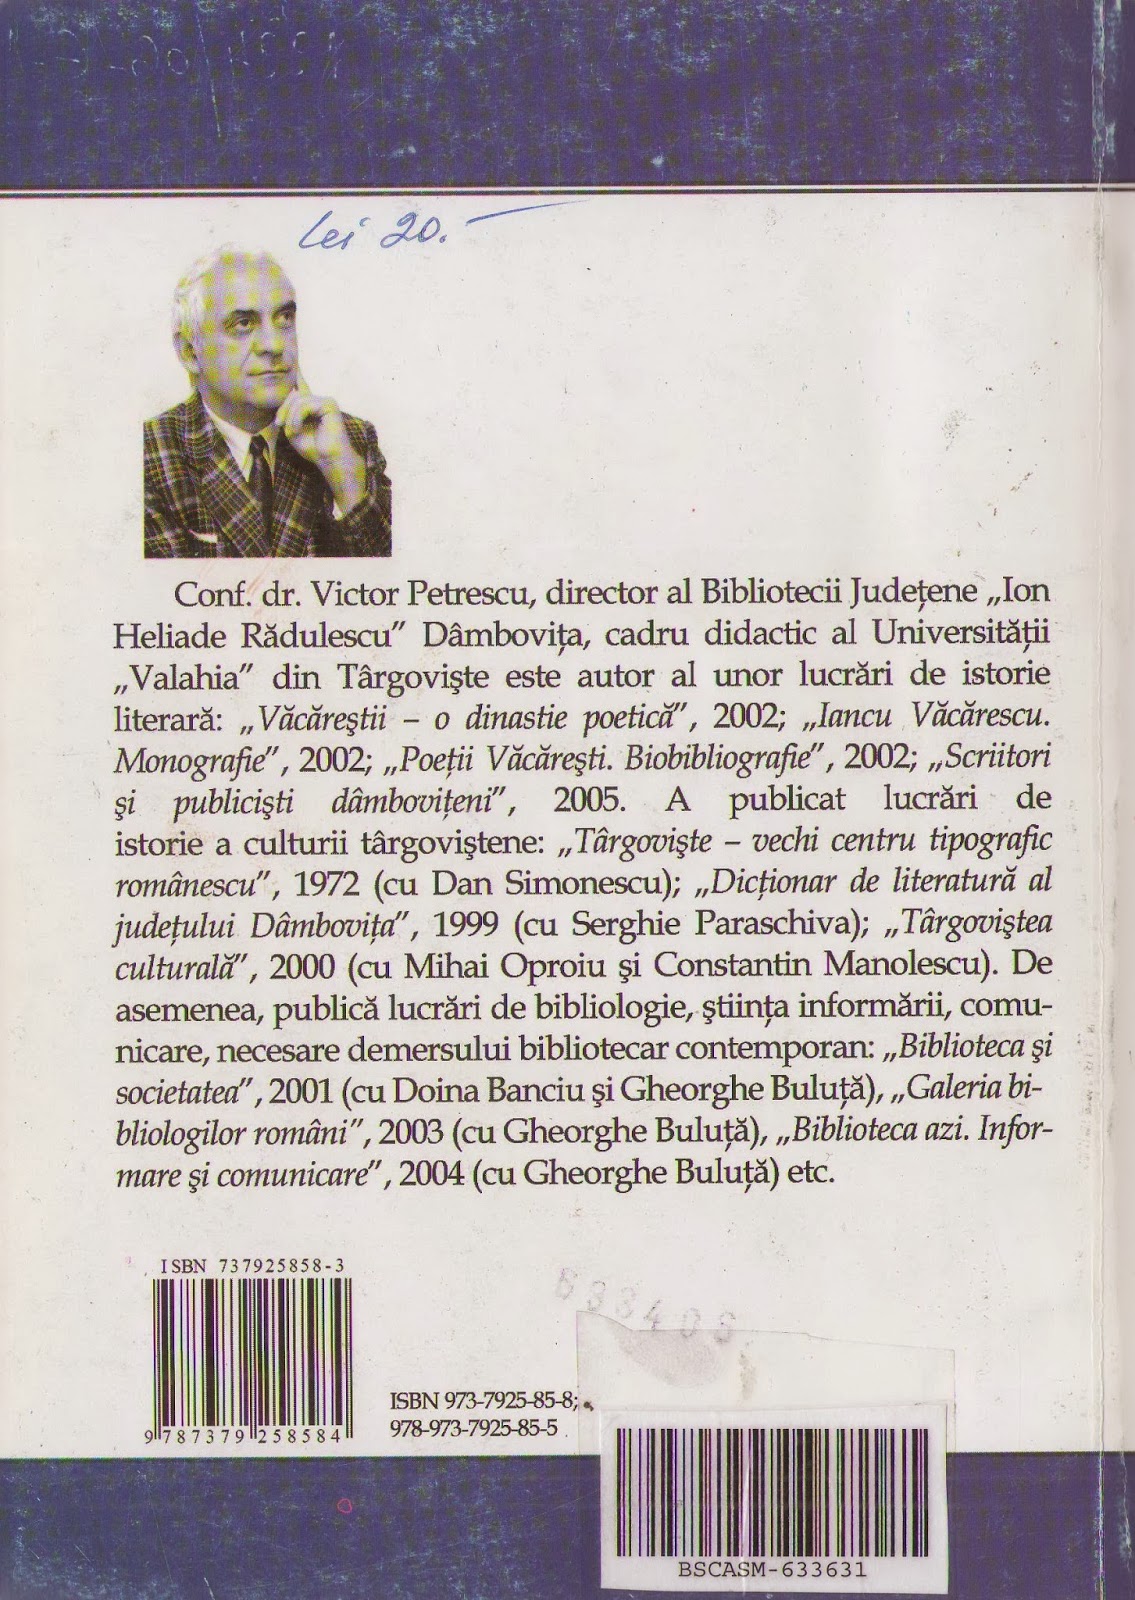 lei 20.-
Conf. dr. Victor Petrescu, director al Bibliotecii Județene „Ion
Heliade Rădulescu” Dâmbovița, cadru didactic al Universității
„Valahia” din Târgoviște este autor al unor lucrări de istorie
literară: „Văcăreștii – o dinastie poetică”, 2002; „Iancu Văcărescu.
Monografie”, 2002; „Poeții Văcărești. Biobibliografie”, 2002; „Scriitori
și publiciști dâmbovițeni”, 2005. A publicat lucrări de
istorie a culturii târgoviștene: „Târgoviște – vechi centru tipografic
românescu”, 1972 (cu Dan Simonescu); „Dicționar de literatură al
județului Dâmbovița”, 1999 (cu Serghie Paraschiva); „Târgoviștea
culturală”, 2000 (cu Mihai Oproiu și Constantin Manolescu). De
asemenea, publică lucrări de bibliologie, știința informării, comu-
nicare, necesare demersului bibliotecar contemporan: „Biblioteca și
societatea”, 2001 (cu Doina Banciu și Gheorghe Buluță), „Galeria bi-
bliologilor români”, 2003 (cu Gheorghe Buluță), „Biblioteca azi. Infor-
mare și comunicare”, 2004 (cu Gheorghe Buluță) etc.
ISBN 737925858-3
9 787379 258584
ISBN 973-7925-85-8;
978-973-7925-85-5
BSCASM-633631